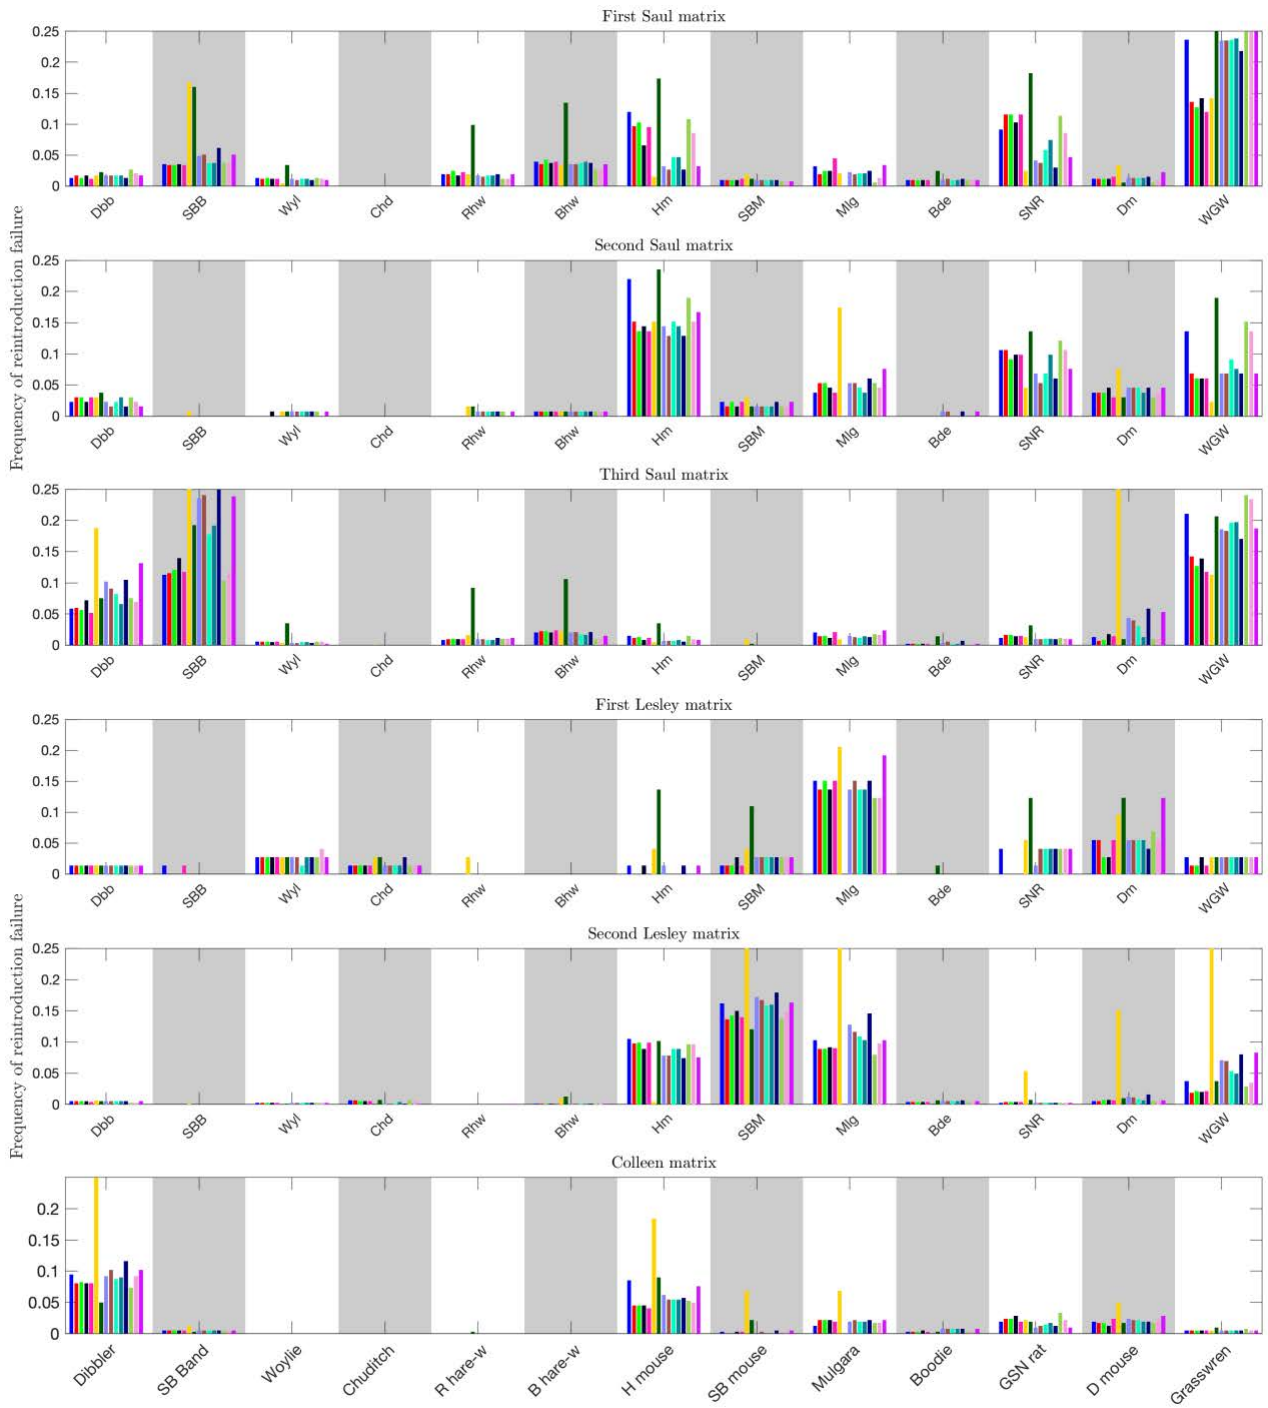 First Saul matrix
0.25
0.2
0.15
0.1
0.05
0
Dbb SBB Wyl Chd Rhw Bhw Hm SBM Mlg Bde SNR Dm WGW
Frequency of reintroduction failure
Second Saul matrix
0.25
0.2
0.15
0.1
0.05
0
Dbb SBB Wyl Chd Rhw Bhw Hm SBM Mlg Bde SNR Dm WGW
Third Saul matrix
0.25
0.2
0.15
0.1
0.05
0
Dbb SBB Wyl Chd Rhw Bhw Hm SBM Mlg Bde SNR Dm WGW
First Lesley matrix
0.25
0.2
0.15
0.1
0.05
0
Dbb SBB Wyl Chd Rhw Bhw Hm SBM Mlg Bde SNR Dm WGW
Frequency of reintroduction failure
Second Lesley matrix
0.25
0.2
0.15
0.1
0.05
0
Dbb SBB Wyl Chd Rhw Bhw Hm SBM Mlg Bde SNR Dm WGW
Colleen matrix
0.2
0.15
0.1
0.05
0
Dibbler SB Band Woylie Chuditch R hare-w B hare-w H mouse SB mouse Mulgara Boodie GSN rat D mouse Grasswren